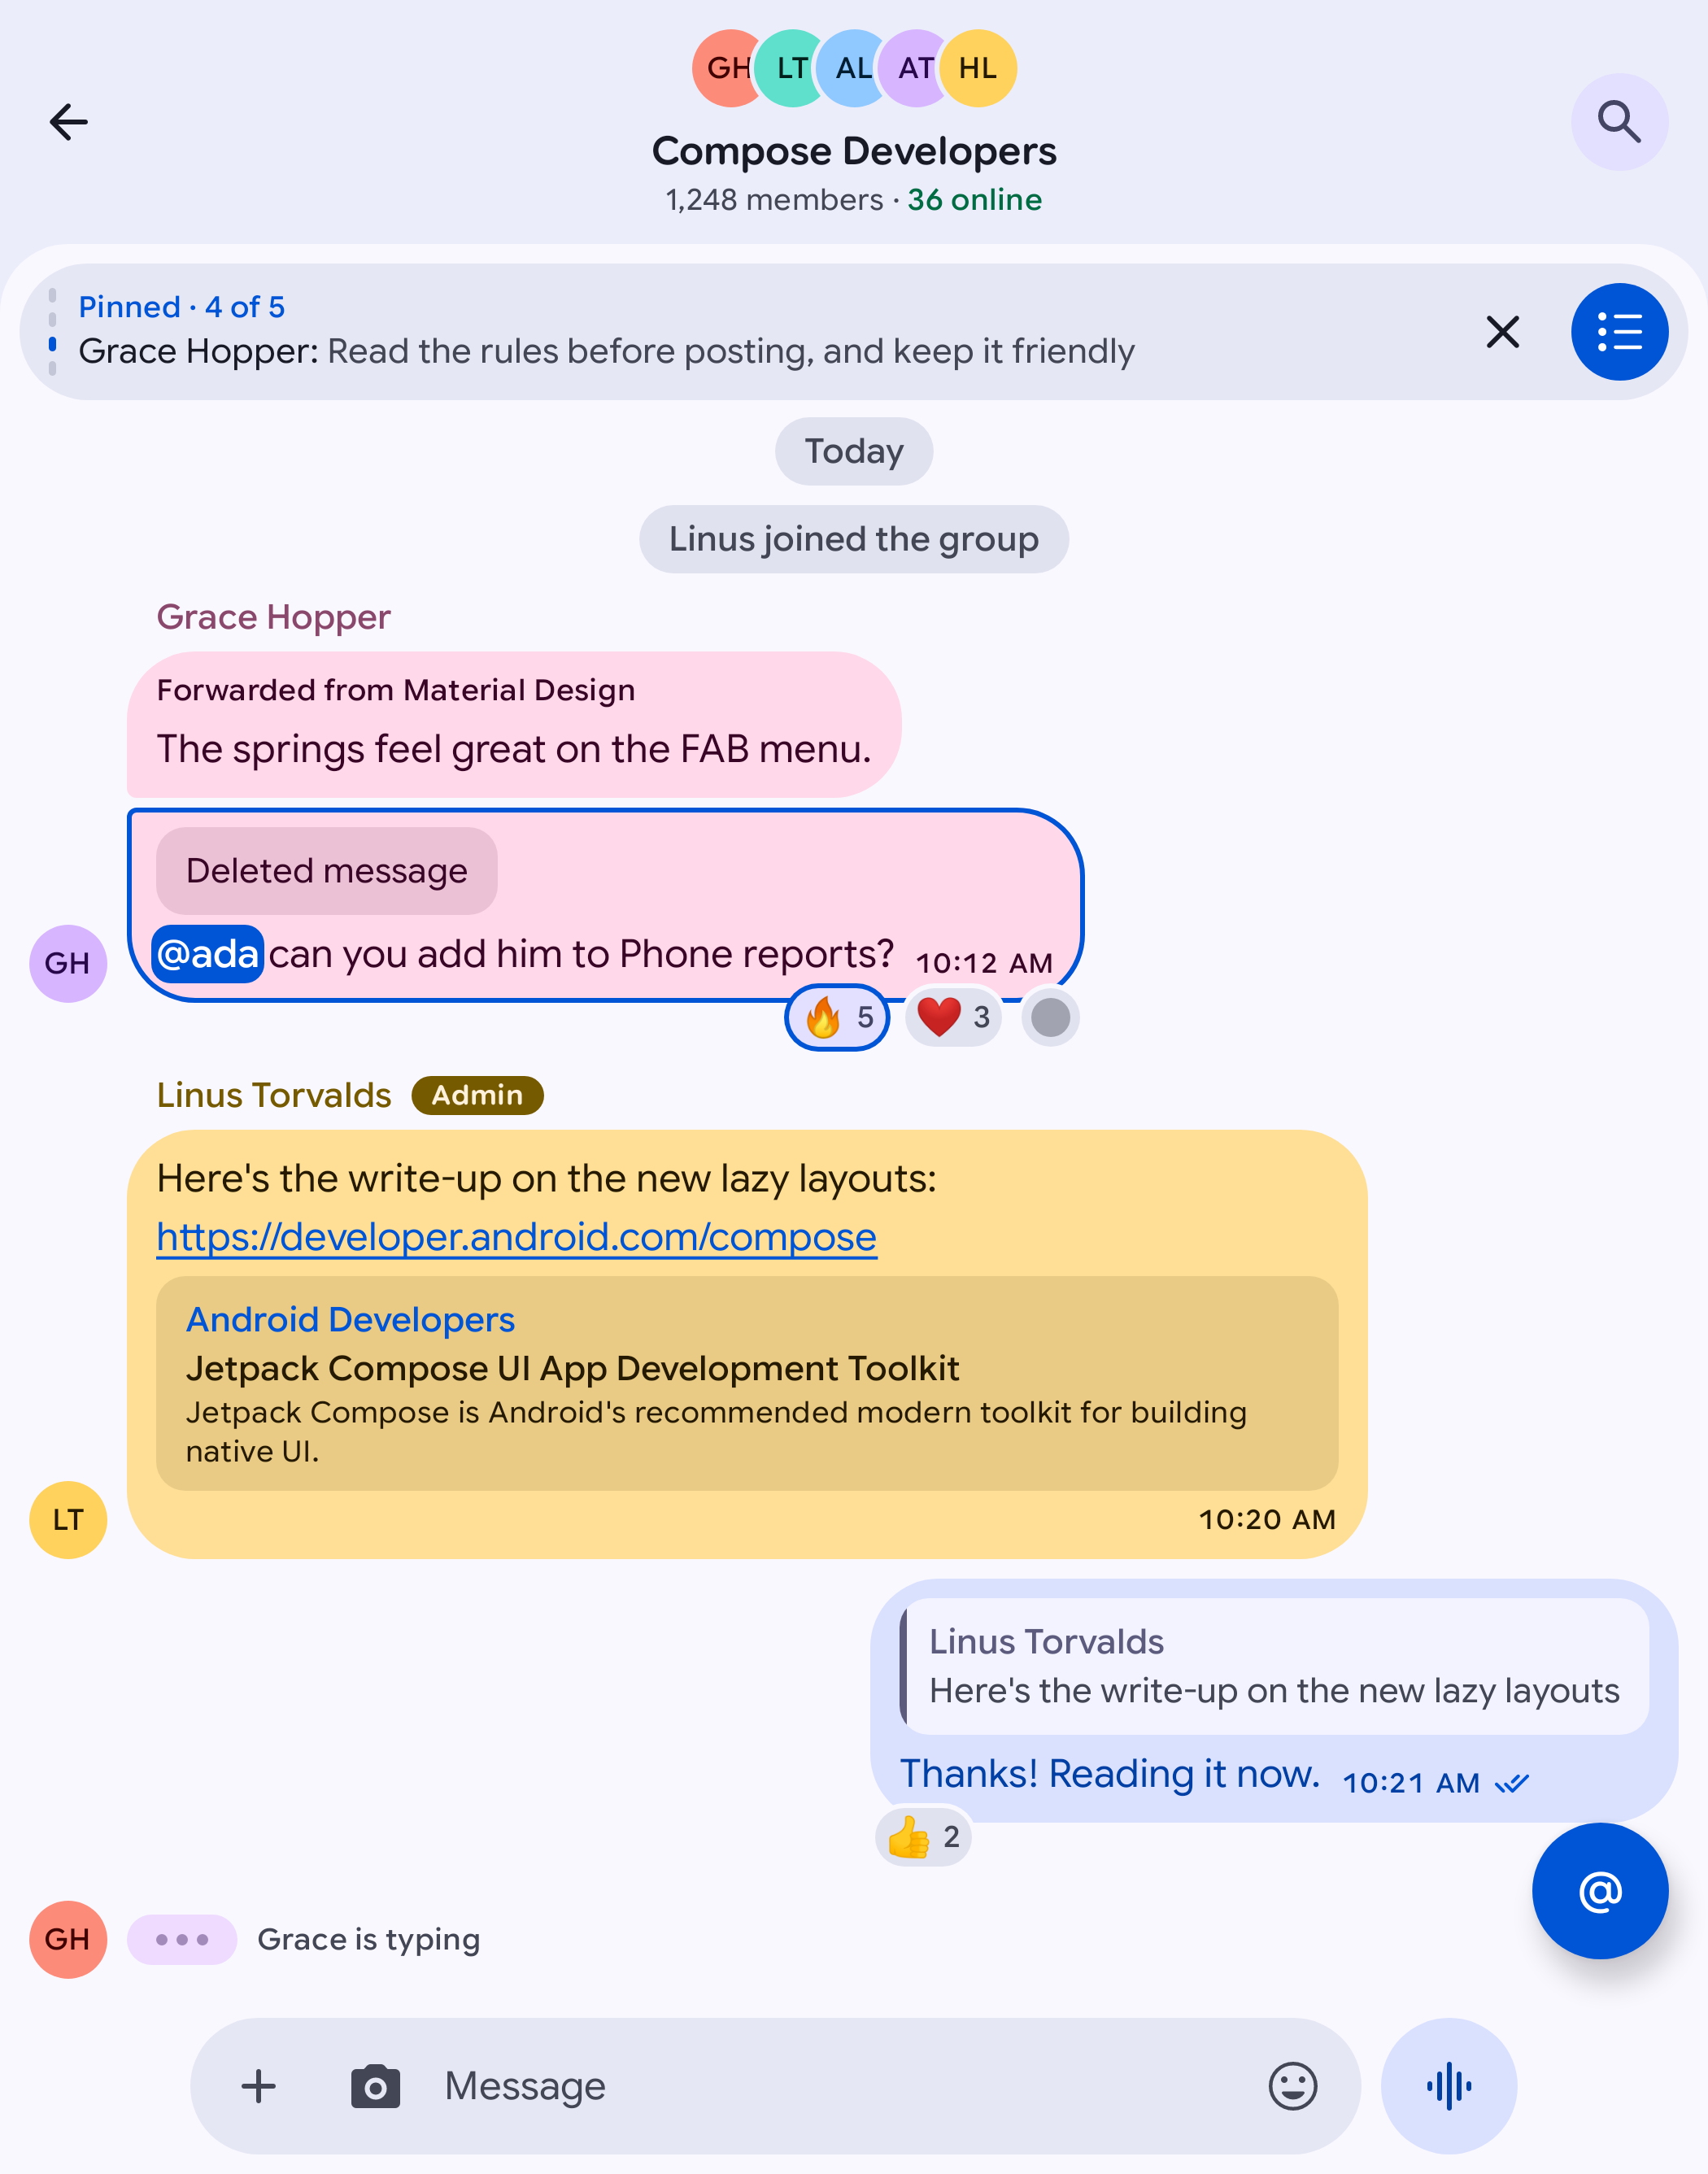 GH LT AL AT HL
Compose Developers
1,248 members · 36 online
Pinned · 4 of 5
Grace Hopper: Read the rules before posting, and keep it friendly
Today
Linus joined the group
Grace Hopper
Forwarded from Material Design
The springs feel great on the FAB menu.
Deleted message
GH
@ada can you add him to Phone reports? 10:12 AM
🔥 5 ❤️ 3
Linus Torvalds Admin
Here's the write-up on the new lazy layouts:
https://developer.android.com/compose
Android Developers
Jetpack Compose UI App Development Toolkit
Jetpack Compose is Android's recommended modern toolkit for building
native UI.
LT
10:20 AM
Linus Torvalds
Here's the write-up on the new lazy layouts
Thanks! Reading it now. 10:21 AM
👍 2
@
GH
Grace is typing
Message